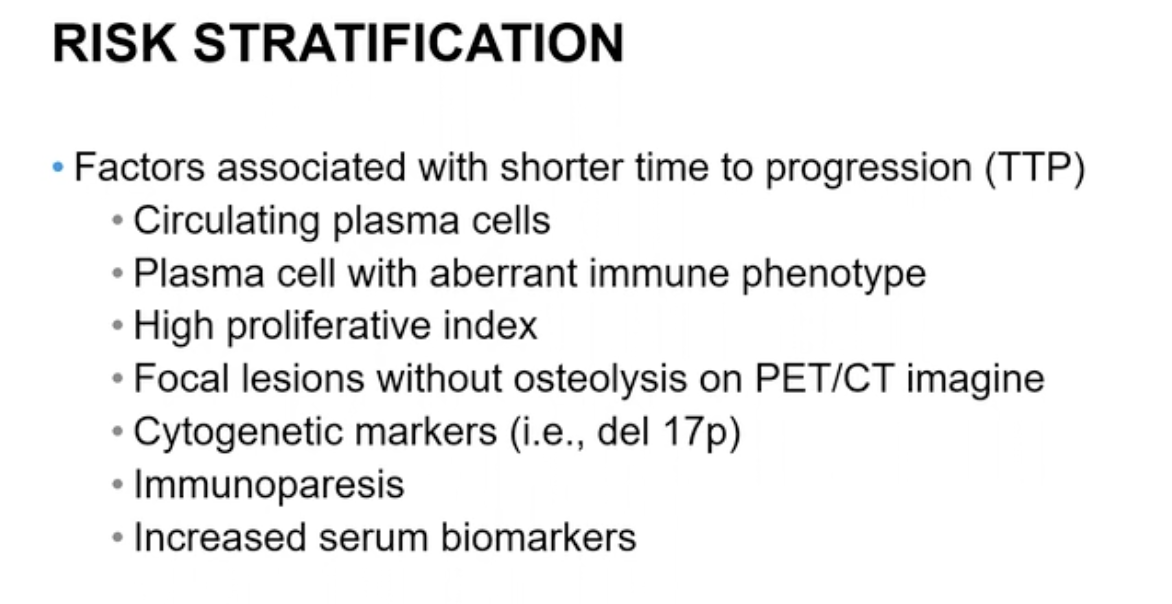 RISK STRATIFICATION
• Factors associated with shorter time to progression (TTP)
• Circulating plasma cells
• Plasma cell with aberrant immune phenotype
• High proliferative index
• Focal lesions without osteolysis on PET/CT imagine
• Cytogenetic markers (i.e., del 17p)
• Immunoparesis
• Increased serum biomarkers